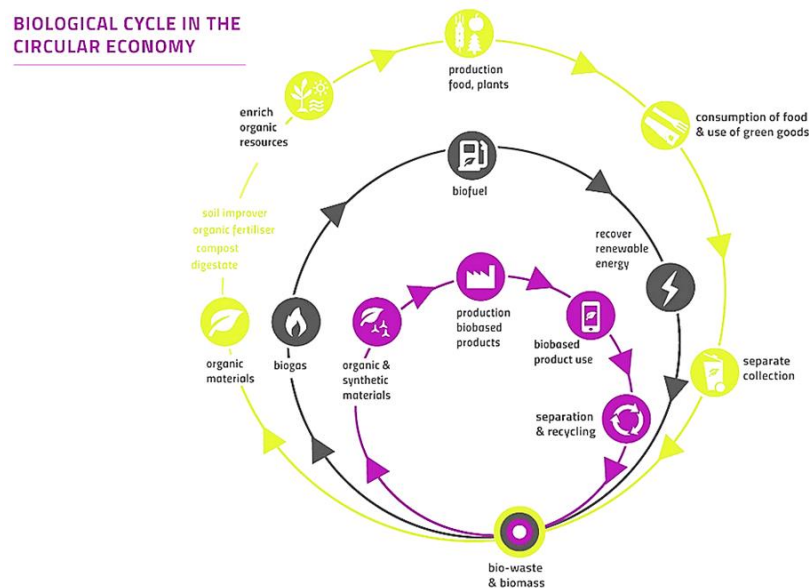 BIOLOGICAL CYCLE IN THE
CIRCULAR ECONOMY
production
food, plants
enrich
organic
resources
consumption of food
& use of green goods
biofuel
soil improver
organic fertiliser
compost
digestate
recover
renewable
energy
production
biobased
products
biobased
product use
organic
materials
biogas
organic &
synthetic
materials
separate
collection
separation
& recycling
bio-waste
& biomass